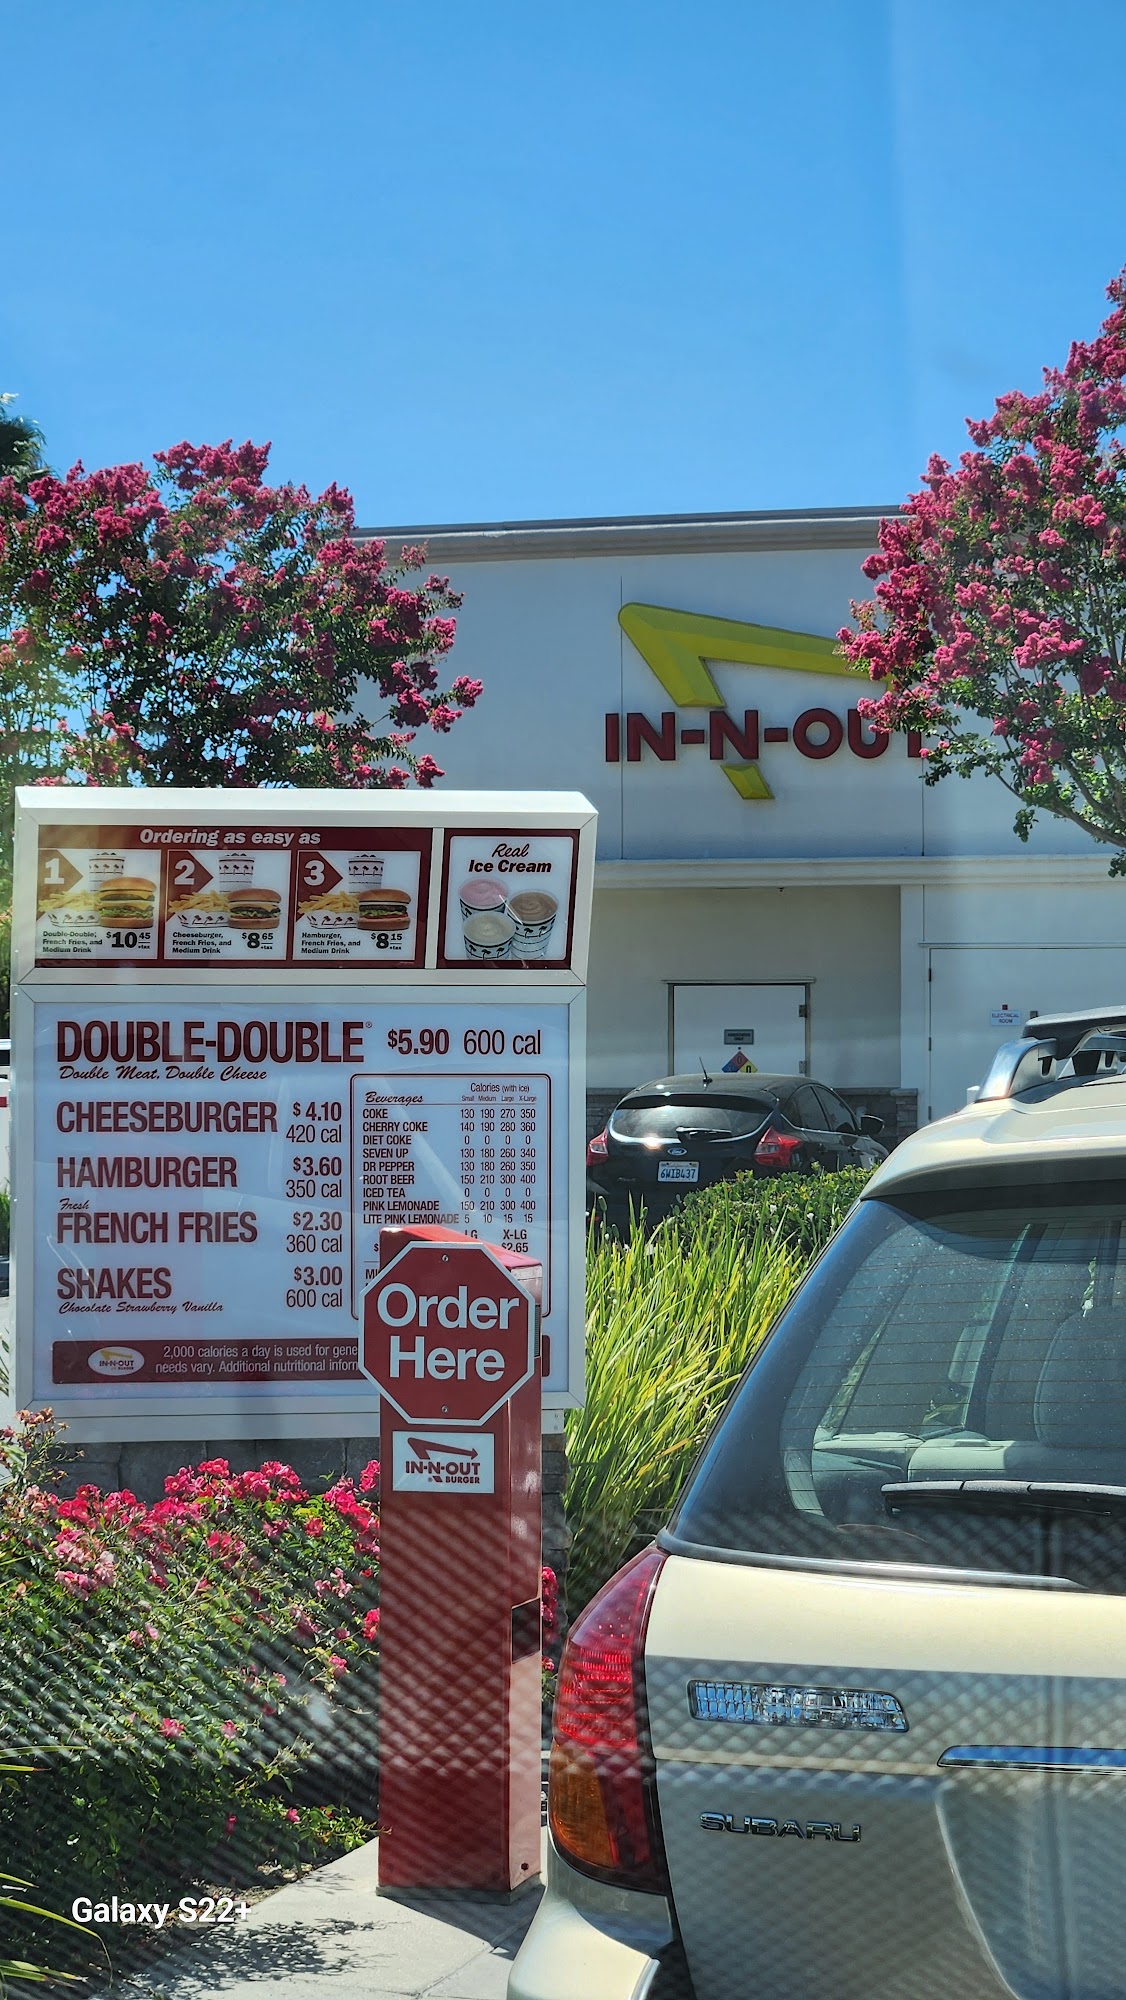 IN-N-OUT
Ordering as easy as
1
Double-Double,
French Fries, and
Medium Drink
$10 45
+tax
2
Cheeseburger,
French Fries, and
Medium Drink
$8 65
+tax
3
Hamburger,
French Fries, and
Medium Drink
$8 15
+tax
Real
Ice Cream
DOUBLE-DOUBLE® $5.90 600 cal
Double Meat, Double Cheese
CHEESEBURGER $4.10
420 cal
HAMBURGER $3.60
350 cal
Fresh
FRENCH FRIES $2.30
360 cal
SHAKES $3.00
Chocolate Strawberry Vanilla 600 cal
Calories (with ice)
Beverages Small Medium Large X-Large
COKE 130 190 270 350
CHERRY COKE 140 190 280 360
DIET COKE 0 0 0 0
SEVEN UP 130 180 260 340
DR PEPPER 130 180 260 350
ROOT BEER 150 210 300 400
ICED TEA 0 0 0 0
PINK LEMONADE 150 210 300 400
LITE PINK LEMONADE 5 10 15 15
LG X-LG
$ $2.65
IN-N-OUT
2,000 calories a day is used for gene
needs vary. Additional nutritional inform
Order
Here
IN-N-OUT
BURGER
ELECTRICAL
ROOM
6WIB437
SUBARU
Galaxy S22+